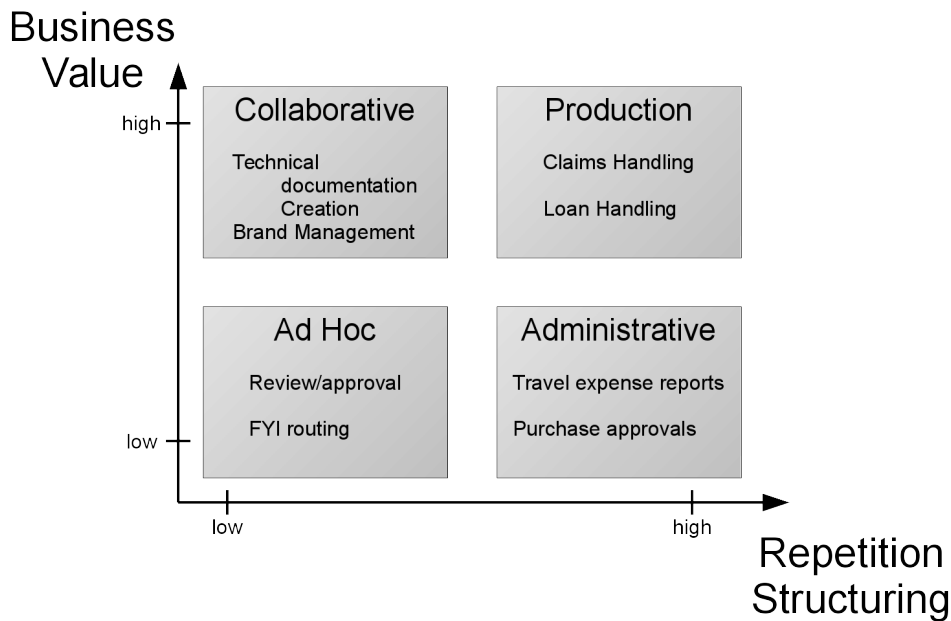 Business
Value
high
Collaborative
Technical
documentation
Creation
Brand Management
Production
Claims Handling
Loan Handling
Ad Hoc
Review/approval
FYI routing
Administrative
Travel expense reports
Purchase approvals
low
low
high
Repetition
Structuring